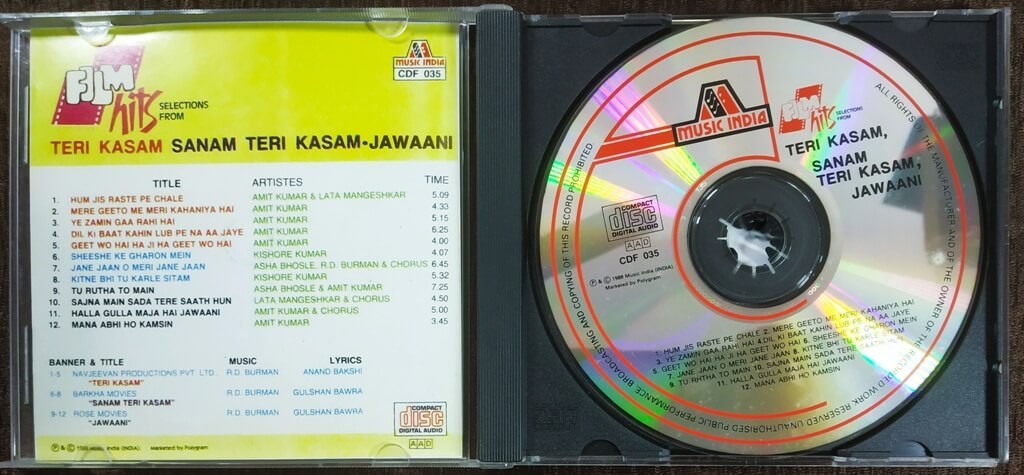 FILM hits
SELECTIONS FROM
MUSIC INDIA
CDF 035
TERI KASAM SANAM TERI KASAM-JAWAANI
TITLE ARTISTES TIME
1. HUM JIS RASTE PE CHALE AMIT KUMAR & LATA MANGESHKAR 5.09
2. MERE GEETO ME MERI KAHANIYA HAI AMIT KUMAR 4.33
3. YE ZAMIN GAA RAHI HAI AMIT KUMAR 5.15
4. DIL KI BAAT KAHIN LUB PE NA AA JAYE AMIT KUMAR 6.25
5. GEET WO HAI HA JI HA GEET WO HAI AMIT KUMAR 4.00
6. SHEESHE KE GHARON MEIN KISHORE KUMAR 4.07
7. JANE JAAN O MERI JANE JAAN ASHA BHOSLE, R.D. BURMAN & CHORUS 6.45
8. KITNE BHI TU KARLE SITAM KISHORE KUMAR 5.32
9. TU RUTHA TO MAIN ASHA BHOSLE & AMIT KUMAR 7.25
10. SAJNA MAIN SADA TERE SAATH HUN LATA MANGESHKAR & CHORUS 4.50
11. HALLA GULLA MAJA HAI JAWAANI AMIT KUMAR & CHORUS 5.00
12. MANA ABHI HO KAMSIN AMIT KUMAR 3.45
BANNER & TITLE MUSIC LYRICS
1-5 NAVJEEVAN PRODUCTIONS PVT. LTD. R.D. BURMAN ANAND BAKSHI
"TERI KASAM"
6-8 BARKHA MOVIES R.D. BURMAN GULSHAN BAWRA
"SANAM TERI KASAM"
9-12 ROSE MOVIES R.D. BURMAN GULSHAN BAWRA
"JAWAANI"
COMPACT
disc
DIGITAL AUDIO
AAD
℗ & © 1988 Music India (INDIA). Marketed by Polygram
MUSIC INDIA
FILM hits
SELECTIONS FROM
TERI KASAM,
SANAM
TERI KASAM,
JAWAANI
COMPACT
disc
DIGITAL AUDIO
AAD
CDF 035
℗ & © 1988 Music India (INDIA)
Marketed by Polygram
1. HUM JIS RASTE PE CHALE 2. MERE GEETO ME MERI KAHANIYA HAI
3. YE ZAMIN GAA RAHI HAI 4. DIL KI BAAT KAHIN LUB PE NA AA JAYE
5. GEET WO HAI HA JI HA GEET WO HAI 6. SHEESHE KE GHARON MEIN
7. JANE JAAN O MERI JANE JAAN 8. KITNE BHI TU KARLE SITAM
9. TU RUTHA TO MAIN 10. SAJNA MAIN SADA TERE SAATH HUN
11. HALLA GULLA MAJA HAI JAWAANI
12. MANA ABHI HO KAMSIN
ALL RIGHTS OF THE MANUFACTURER AND OF THE OWNER OF THE RECORDED WORK RESERVED UNAUTHORISED PUBLIC PERFORMANCE BROADCASTING AND COPYING OF THIS RECORD PROHIBITED